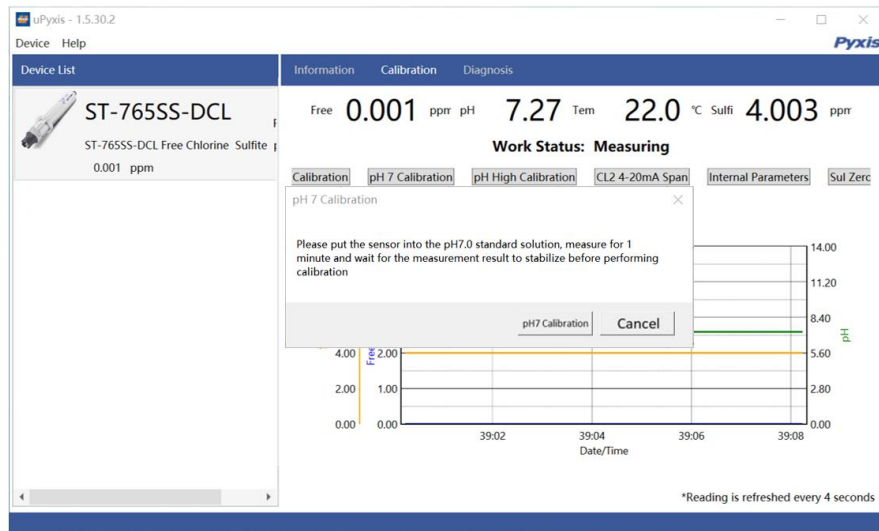 uPyxis - 1.5.30.2
Device Help
Pyxis
Device List
Information Calibration Diagnosis
ST-765SS-DCL
ST-765SS-DCL Free Chlorine Sulfite
0.001 ppm
Free 0.001 ppm pH 7.27 Tem 22.0 °C Sulfi 4.003 ppm
Work Status: Measuring
Calibration pH 7 Calibration pH High Calibration CL2 4-20mA Span Internal Parameters Sul Zero
pH 7 Calibration
Please put the sensor into the pH7.0 standard solution, measure for 1
minute and wait for the measurement result to stabilize before performing
calibration
pH7 Calibration Cancel
14.00
11.20
8.40
pH
4.00 Free 2.00 5.60
2.00 1.00 2.80
0.00 0.00 0.00
39:02 39:04 39:06 39:08
Date/Time
*Reading is refreshed every 4 seconds